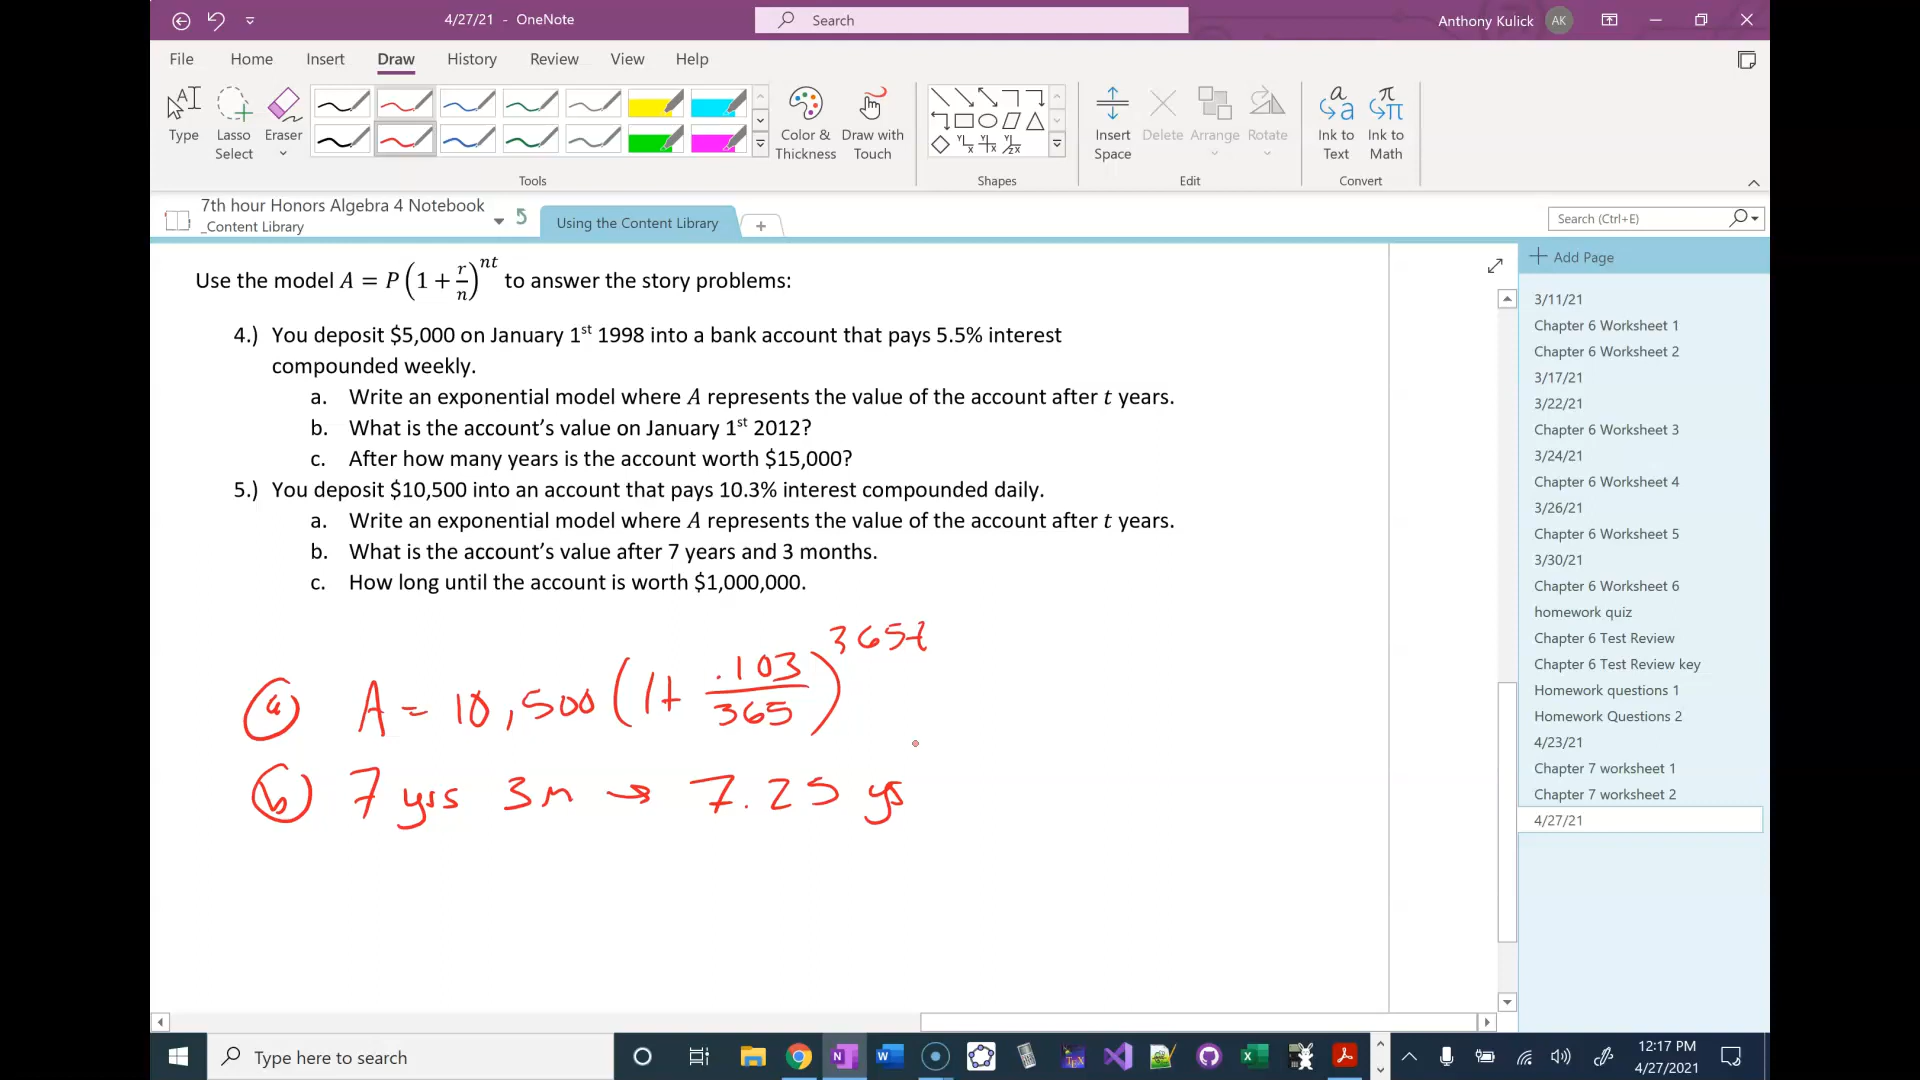 4/27/21 - OneNote
Search
Anthony Kulick
AK
File Home Insert Draw History Review View Help
Type
Lasso Select
Eraser
Color & Thickness
Draw with Touch
Insert Space
Delete
Arrange
Rotate
Ink to Text
Ink to Math
Tools
Shapes
Edit
Convert
7th hour Honors Algebra 4 Notebook
_Content Library
Using the Content Library
Search (Ctrl+E)
Use the model A = P(1 + r/n)^nt to answer the story problems:
4.) You deposit $5,000 on January 1st 1998 into a bank account that pays 5.5% interest
compounded weekly.
a. Write an exponential model where A represents the value of the account after t years.
b. What is the account's value on January 1st 2012?
c. After how many years is the account worth $15,000?
5.) You deposit $10,500 into an account that pays 10.3% interest compounded daily.
a. Write an exponential model where A represents the value of the account after t years.
b. What is the account's value after 7 years and 3 months.
c. How long until the account is worth $1,000,000.
(a) A = 10,500 (1 + .103/365)^365t
(b) 7 yrs 3m → 7.25 ys
Add Page
3/11/21
Chapter 6 Worksheet 1
Chapter 6 Worksheet 2
3/17/21
3/22/21
Chapter 6 Worksheet 3
3/24/21
Chapter 6 Worksheet 4
3/26/21
Chapter 6 Worksheet 5
3/30/21
Chapter 6 Worksheet 6
homework quiz
Chapter 6 Test Review
Chapter 6 Test Review key
Homework questions 1
Homework Questions 2
4/23/21
Chapter 7 worksheet 1
Chapter 7 worksheet 2
4/27/21
Type here to search
12:17 PM
4/27/2021